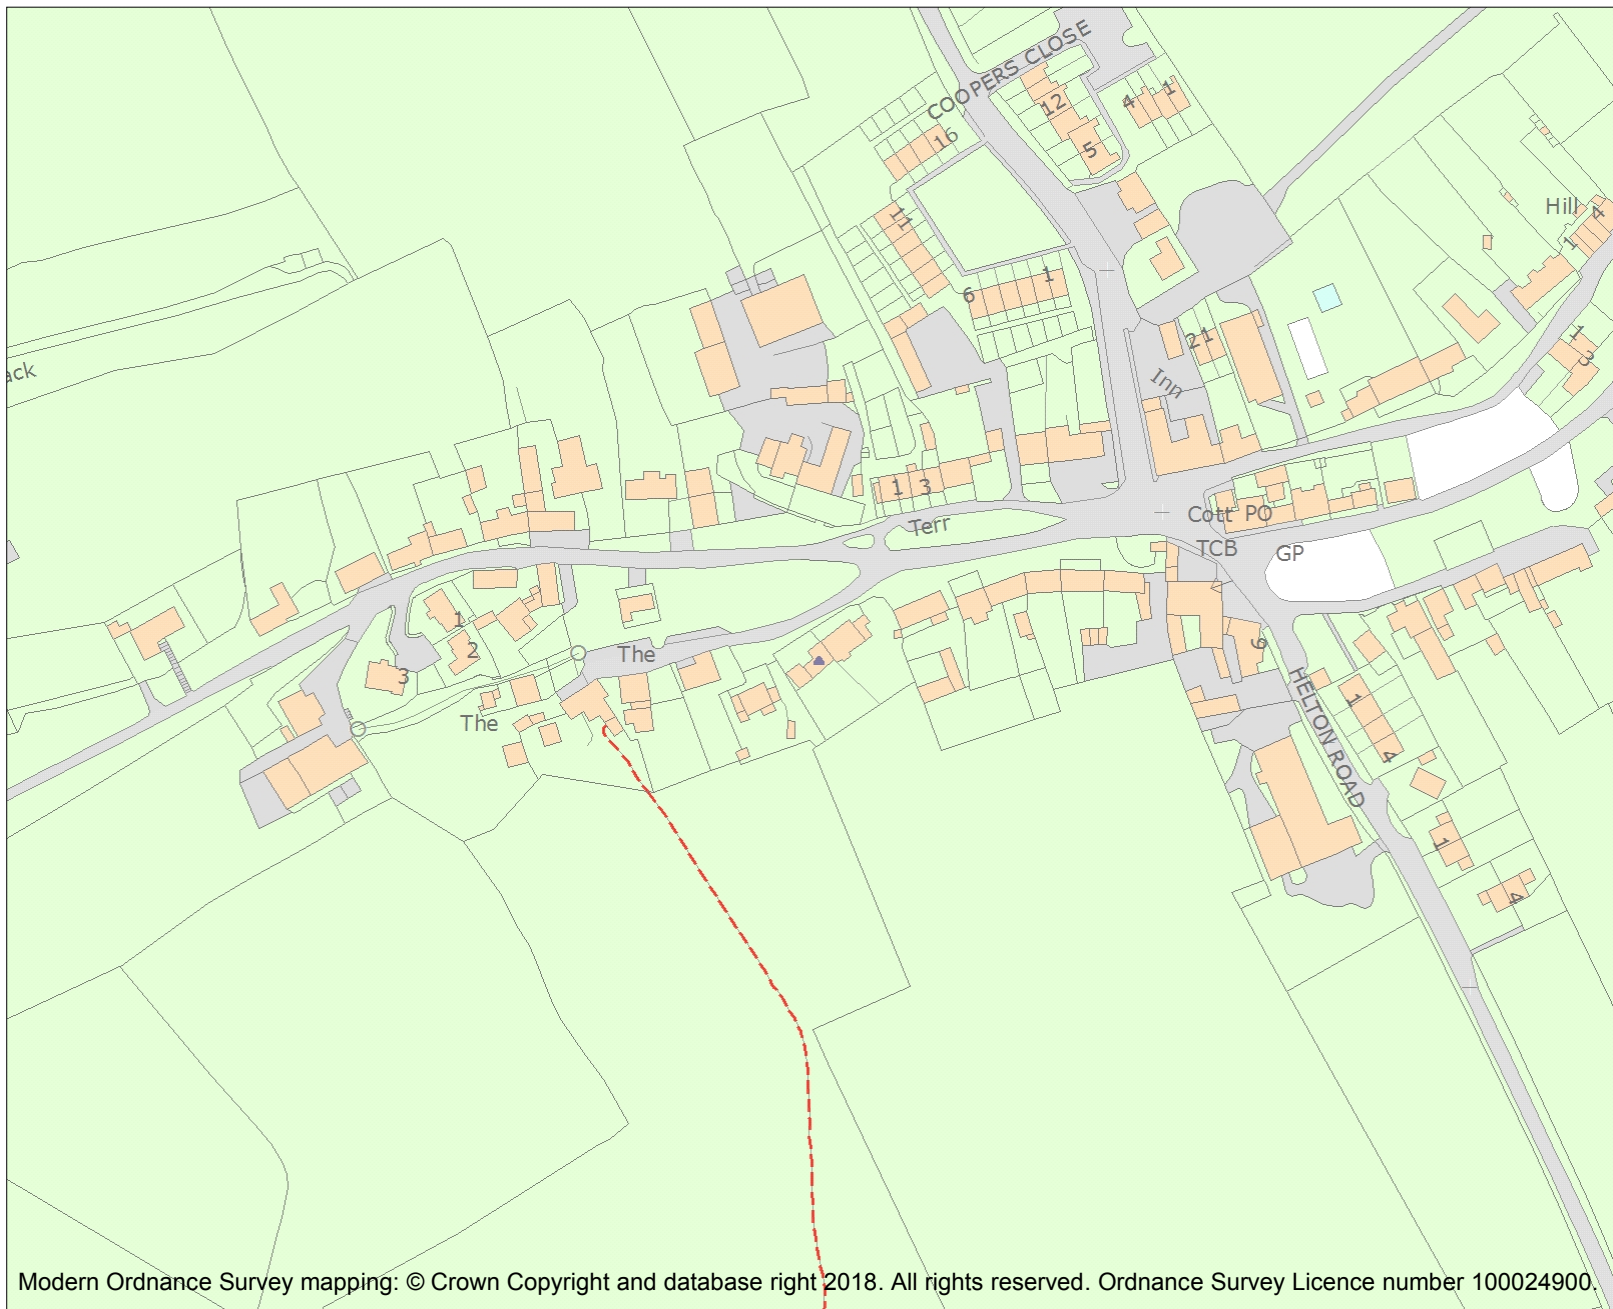 COOPERS CLOSE
12
4
1
16
5
11
Hill
4
1
6
1
21
Inn
1
3
ack
1
3
Terr
Cott PO
TCB
GP
1
2
3
The
The
6
HELTON ROAD
1
4
1
4
Modern Ordnance Survey mapping: © Crown Copyright and database right 2018. All rights reserved. Ordnance Survey Licence number 100024900.